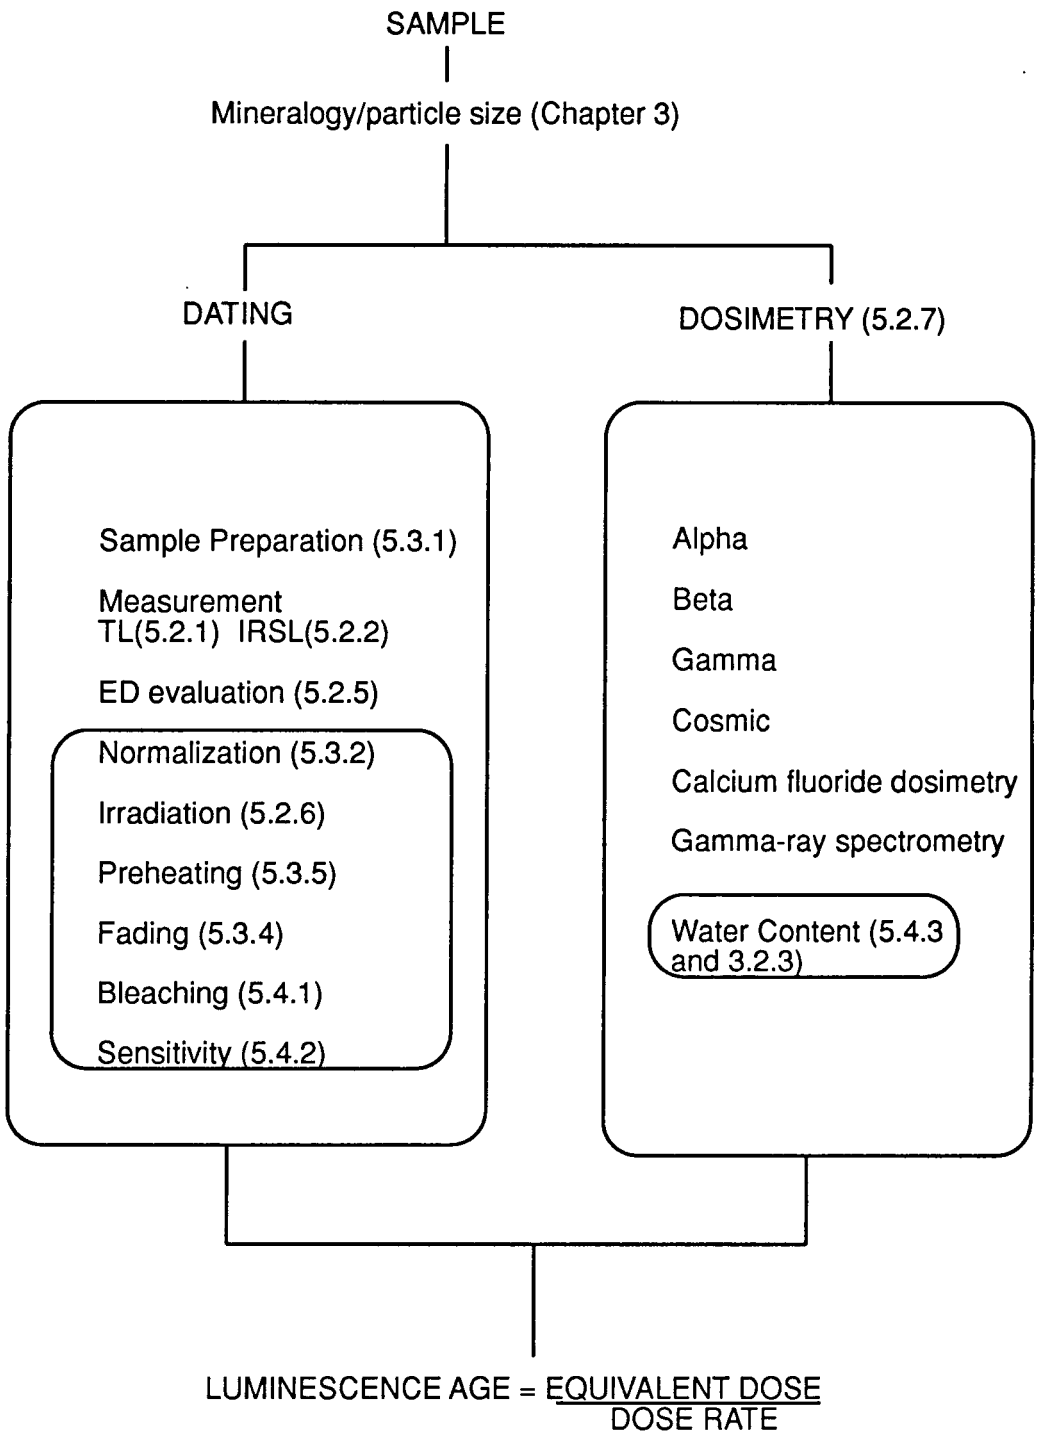 SAMPLE
Mineralogy/particle size (Chapter 3)
DATING
DOSIMETRY (5.2.7)
Sample Preparation (5.3.1)
Measurement
TL(5.2.1) IRSL(5.2.2)
ED evaluation (5.2.5)
Normalization (5.3.2)
Irradiation (5.2.6)
Preheating (5.3.5)
Fading (5.3.4)
Bleaching (5.4.1)
Sensitivity (5.4.2)
Alpha
Beta
Gamma
Cosmic
Calcium fluoride dosimetry
Gamma-ray spectrometry
Water Content (5.4.3
and 3.2.3)
LUMINESCENCE AGE = EQUIVALENT DOSE
DOSE RATE